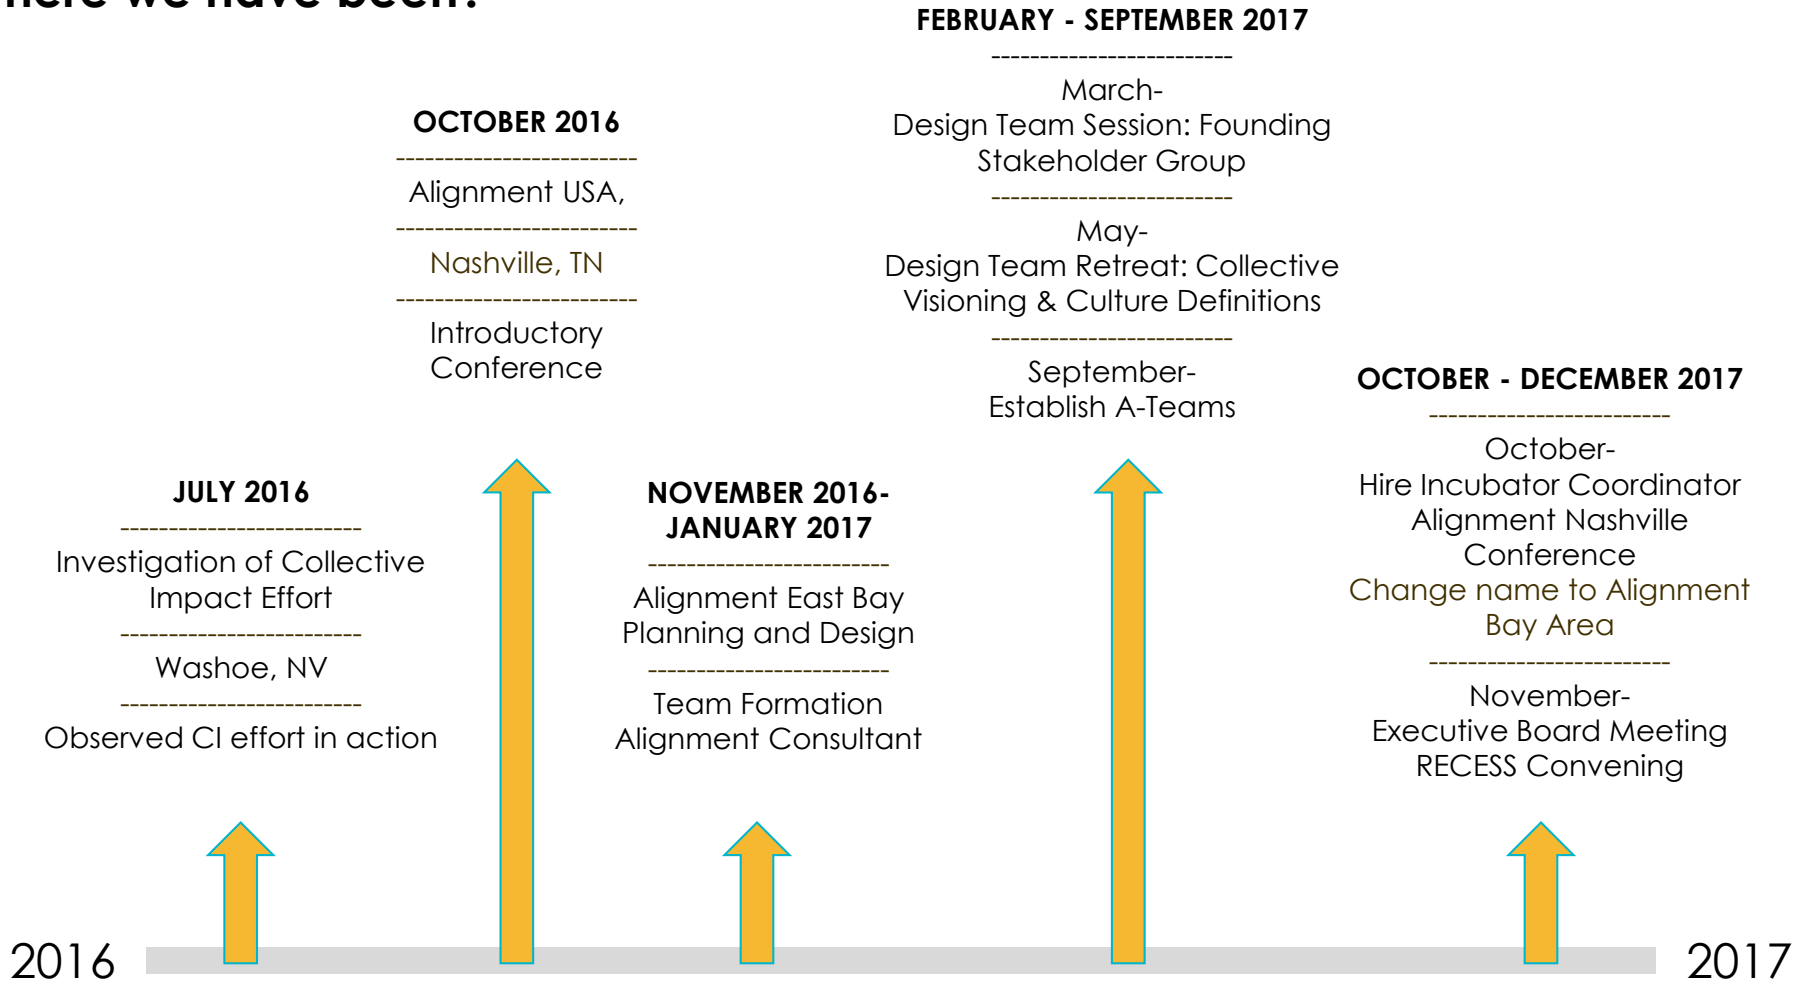 here we have been?
JULY 2016
-------------------------
Investigation of Collective
Impact Effort
-------------------------
Washoe, NV
-------------------------
Observed CI effort in action
OCTOBER 2016
-------------------------
Alignment USA,
-------------------------
Nashville, TN
-------------------------
Introductory
Conference
NOVEMBER 2016-
JANUARY 2017
-------------------------
Alignment East Bay
Planning and Design
-------------------------
Team Formation
Alignment Consultant
FEBRUARY - SEPTEMBER 2017
-------------------------
March-
Design Team Session: Founding
Stakeholder Group
-------------------------
May-
Design Team Retreat: Collective
Visioning & Culture Definitions
-------------------------
September-
Establish A-Teams
OCTOBER - DECEMBER 2017
-------------------------
October-
Hire Incubator Coordinator
Alignment Nashville
Conference
Change name to Alignment
Bay Area
-------------------------
November-
Executive Board Meeting
RECESS Convening
2016
2017